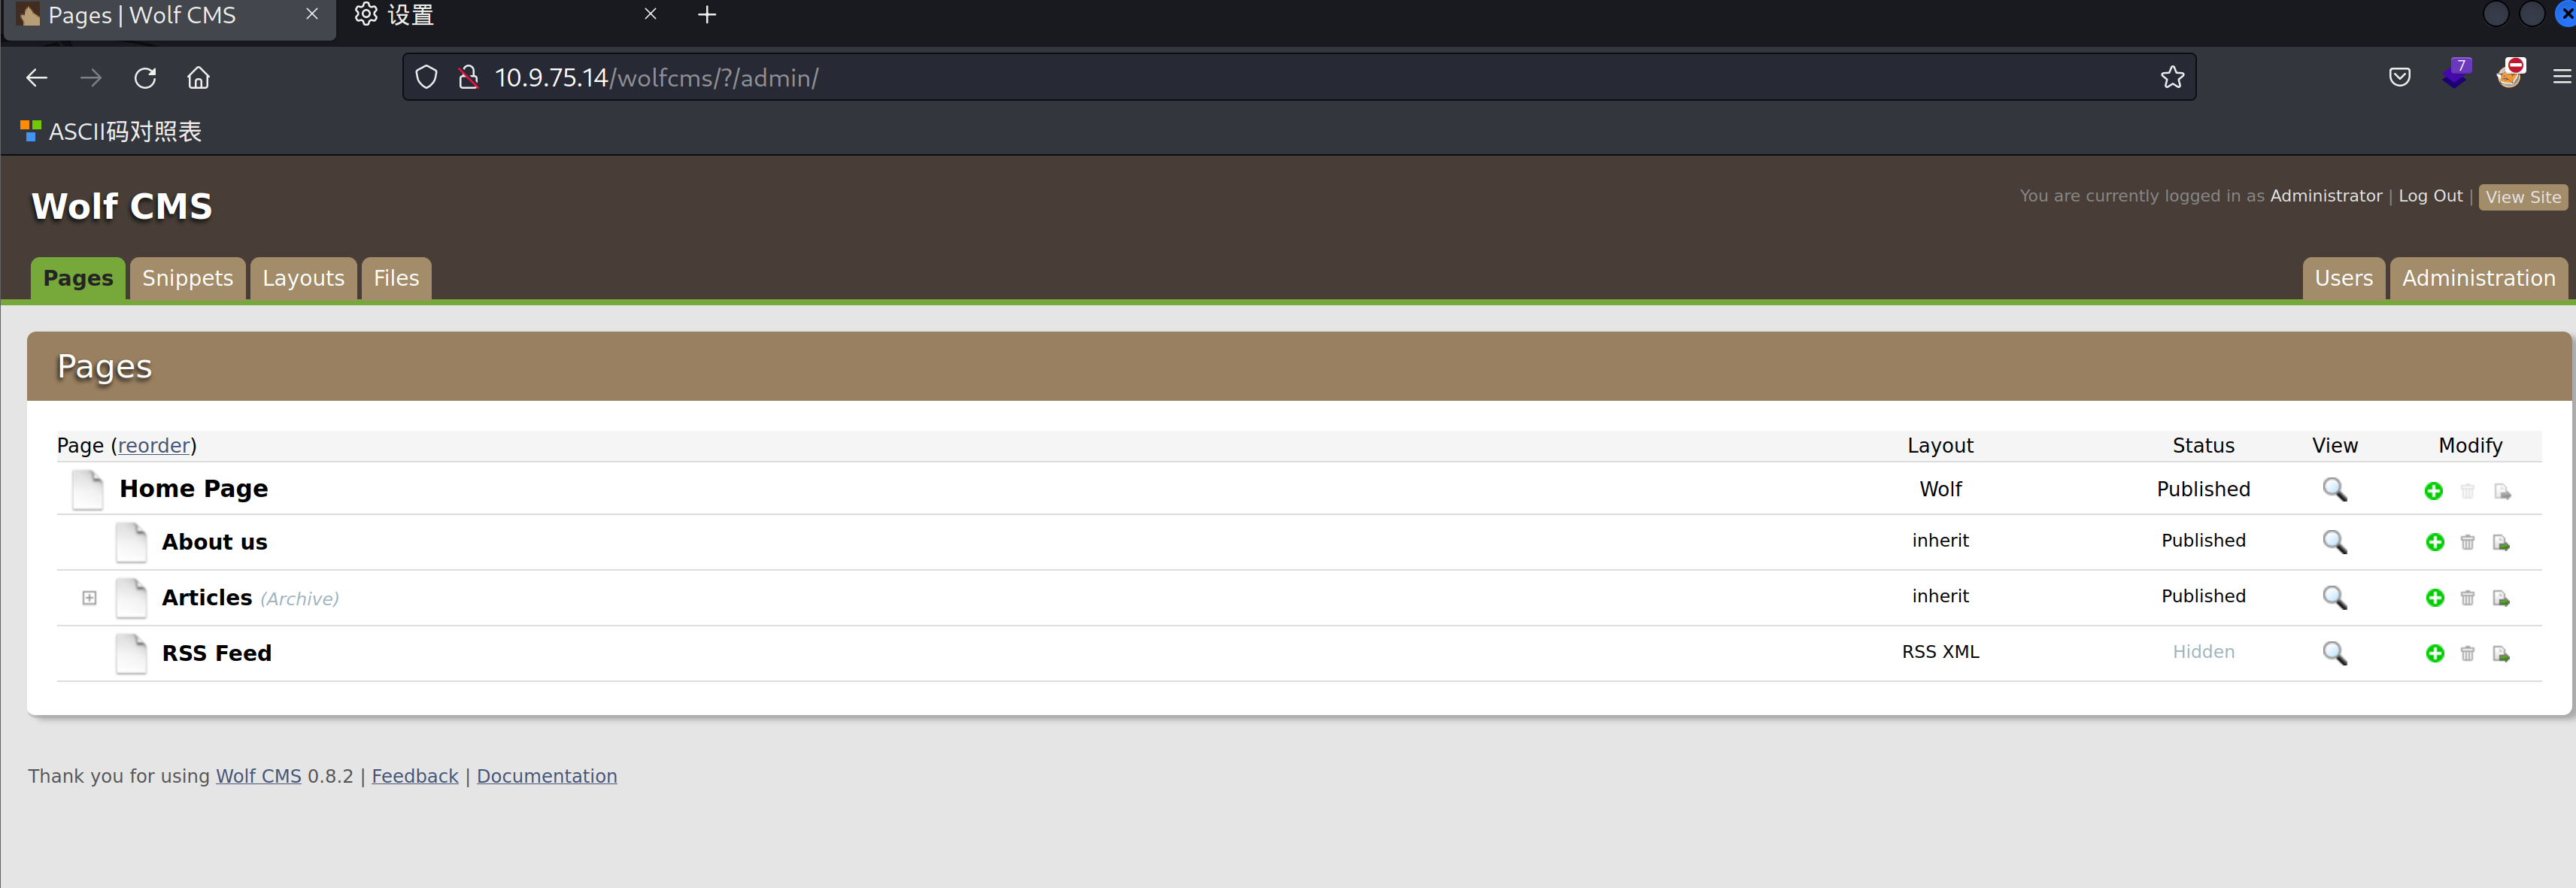 Pages | Wolf CMS 设置
10.9.75.14/wolfcms/?/admin/ 7
ASCII码对照表
Wolf CMS You are currently logged in as Administrator | Log Out | View Site
Pages Snippets Layouts Files Users Administration
Pages
Page (reorder) Layout Status View Modify
Home Page Wolf Published
About us inherit Published
Articles (Archive) inherit Published
RSS Feed RSS XML Hidden
Thank you for using Wolf CMS 0.8.2 | Feedback | Documentation